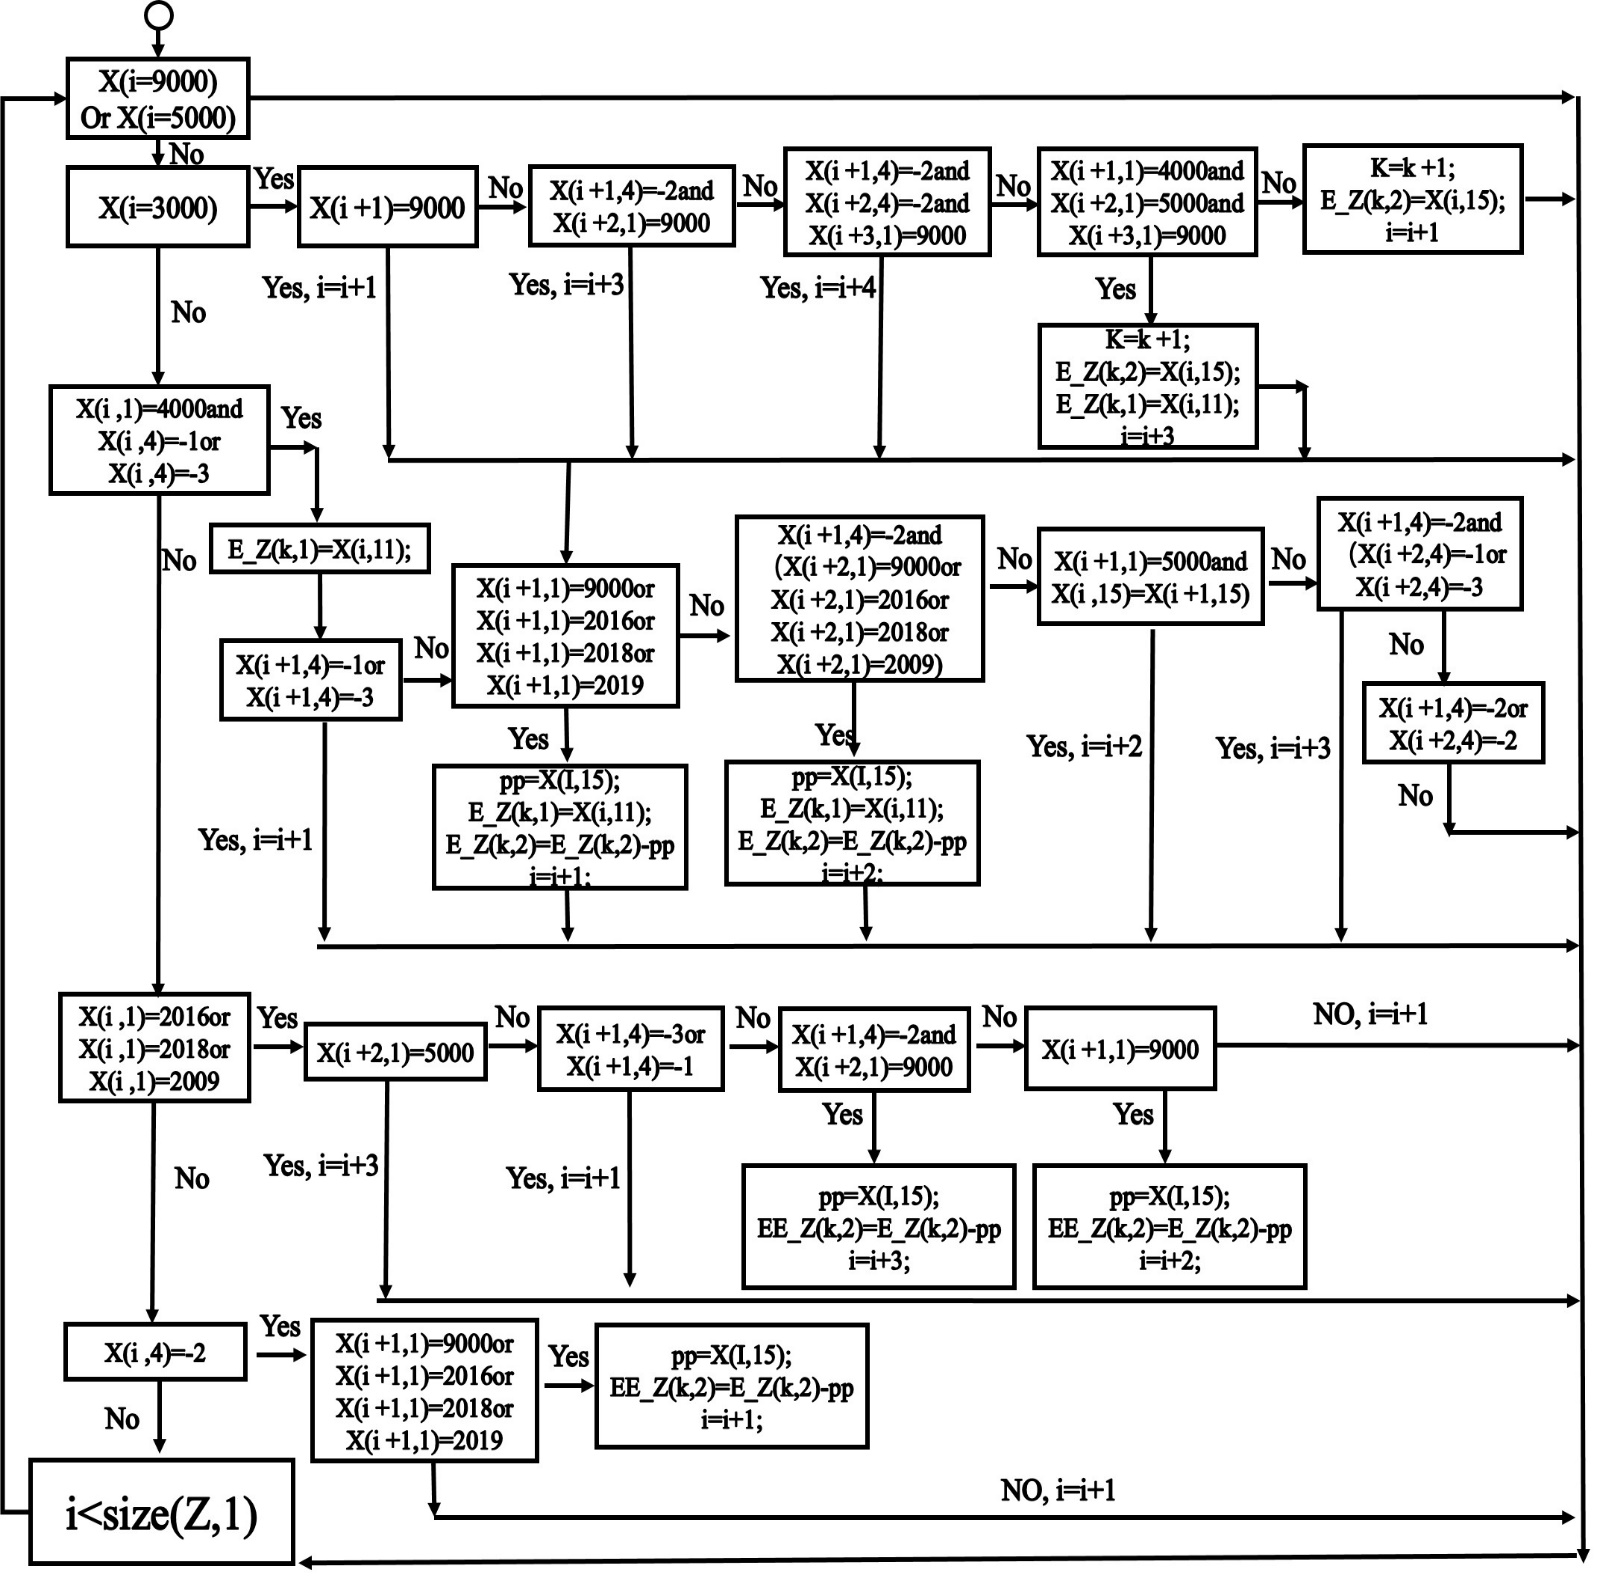 X(i=9000)
Or X(i=5000)
No
X(i=3000)
Yes
X(i +1)=9000
No
X(i +1,4)=-2and
X(i +2,1)=9000
No
X(i +1,4)=-2and
X(i +2,4)=-2and
X(i +3,1)=9000
No
X(i +1,1)=4000and
X(i +2,1)=5000and
X(i +3,1)=9000
No
K=k +1;
E_Z(k,2)=X(i,15);
i=i+1
Yes, i=i+1
Yes, i=i+3
Yes, i=i+4
Yes
K=k +1;
E_Z(k,2)=X(i,15);
E_Z(k,1)=X(i,11);
i=i+3
No
X(i ,1)=4000and
X(i ,4)=-1or
X(i ,4)=-3
Yes
No
E_Z(k,1)=X(i,11);
X(i +1,4)=-1or
X(i +1,4)=-3
No
X(i +1,1)=9000or
X(i +1,1)=2016or
X(i +1,1)=2018or
X(i +1,1)=2019
No
X(i +1,4)=-2and
(X(i +2,1)=9000or
X(i +2,1)=2016or
X(i +2,1)=2018or
X(i +2,1)=2009)
No
X(i +1,1)=5000and
X(i ,15)=X(i +1,15)
No
X(i +1,4)=-2and
(X(i +2,4)=-1or
X(i +2,4)=-3
No
X(i +1,4)=-2or
X(i +2,4)=-2
No
Yes, i=i+1
Yes
pp=X(I,15);
E_Z(k,1)=X(i,11);
E_Z(k,2)=E_Z(k,2)-pp
i=i+1;
Yes
pp=X(I,15);
E_Z(k,1)=X(i,11);
E_Z(k,2)=E_Z(k,2)-pp
i=i+2;
Yes, i=i+2
Yes, i=i+3
X(i ,1)=2016or
X(i ,1)=2018or
X(i ,1)=2009
Yes
X(i +2,1)=5000
No
X(i +1,4)=-3or
X(i +1,4)=-1
No
X(i +1,4)=-2and
X(i +2,1)=9000
No
X(i +1,1)=9000
NO, i=i+1
No
Yes, i=i+3
Yes, i=i+1
Yes
pp=X(I,15);
EE_Z(k,2)=E_Z(k,2)-pp
i=i+3;
Yes
pp=X(I,15);
EE_Z(k,2)=E_Z(k,2)-pp
i=i+2;
X(i ,4)=-2
Yes
X(i +1,1)=9000or
X(i +1,1)=2016or
X(i +1,1)=2018or
X(i +1,1)=2019
Yes
pp=X(I,15);
EE_Z(k,2)=E_Z(k,2)-pp
i=i+1;
No
NO, i=i+1
i<size(Z,1)